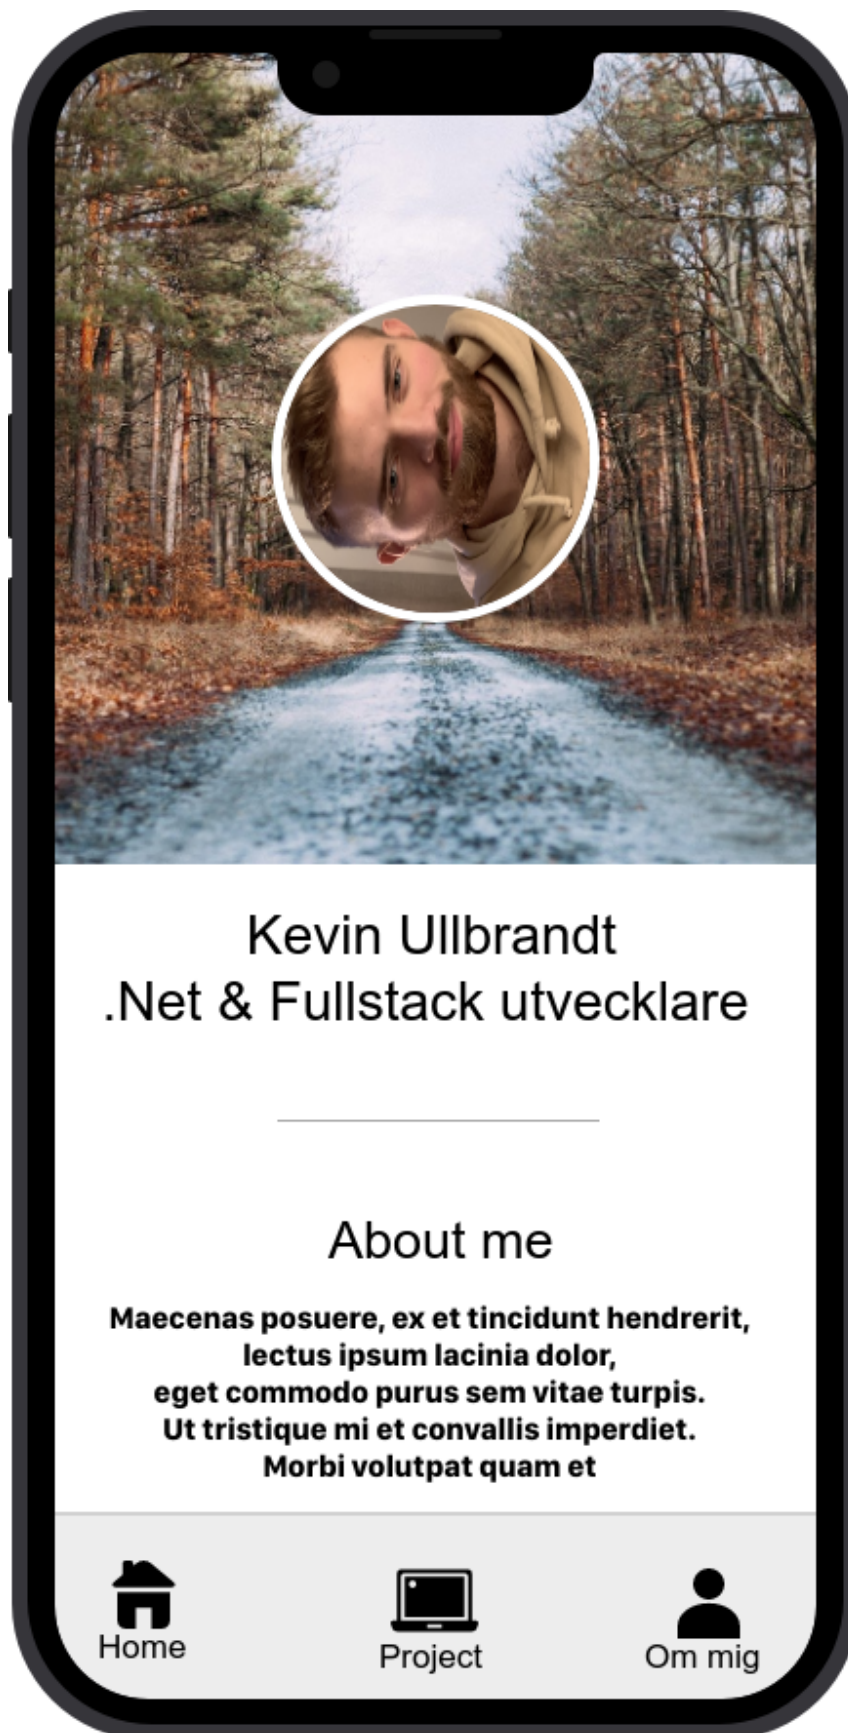 Kevin Ullbrandt
.Net & Fullstack utvecklare
About me
Maecenas posuere, ex et tincidunt hendrerit,
lectus ipsum lacinia dolor,
eget commodo purus sem vitae turpis.
Ut tristique mi et convallis imperdiet.
Morbi volutpat quam et
Home
Project
Om mig